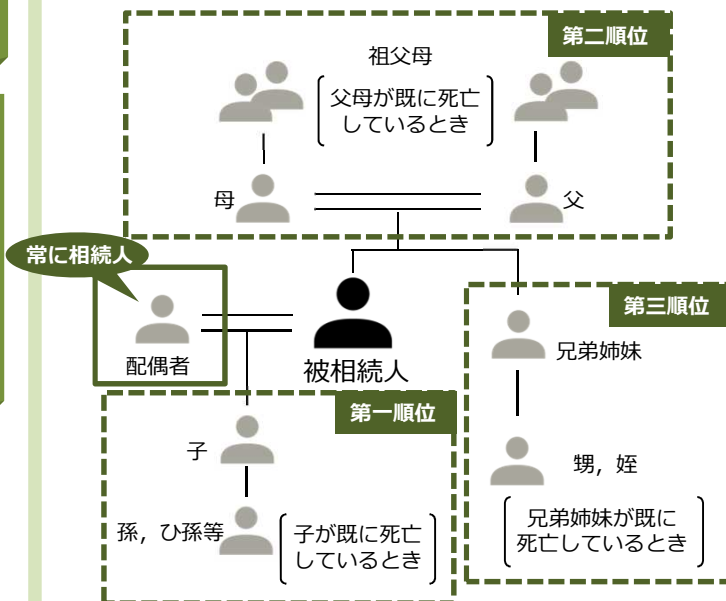 第二順位
祖父母
父母が既に死亡
しているとき
母
父
常に相続人
配偶者
被相続人
第三順位
兄弟姉妹
甥，姪
兄弟姉妹が既に
死亡しているとき
第一順位
子
孫，ひ孫等
子が既に死亡
しているとき